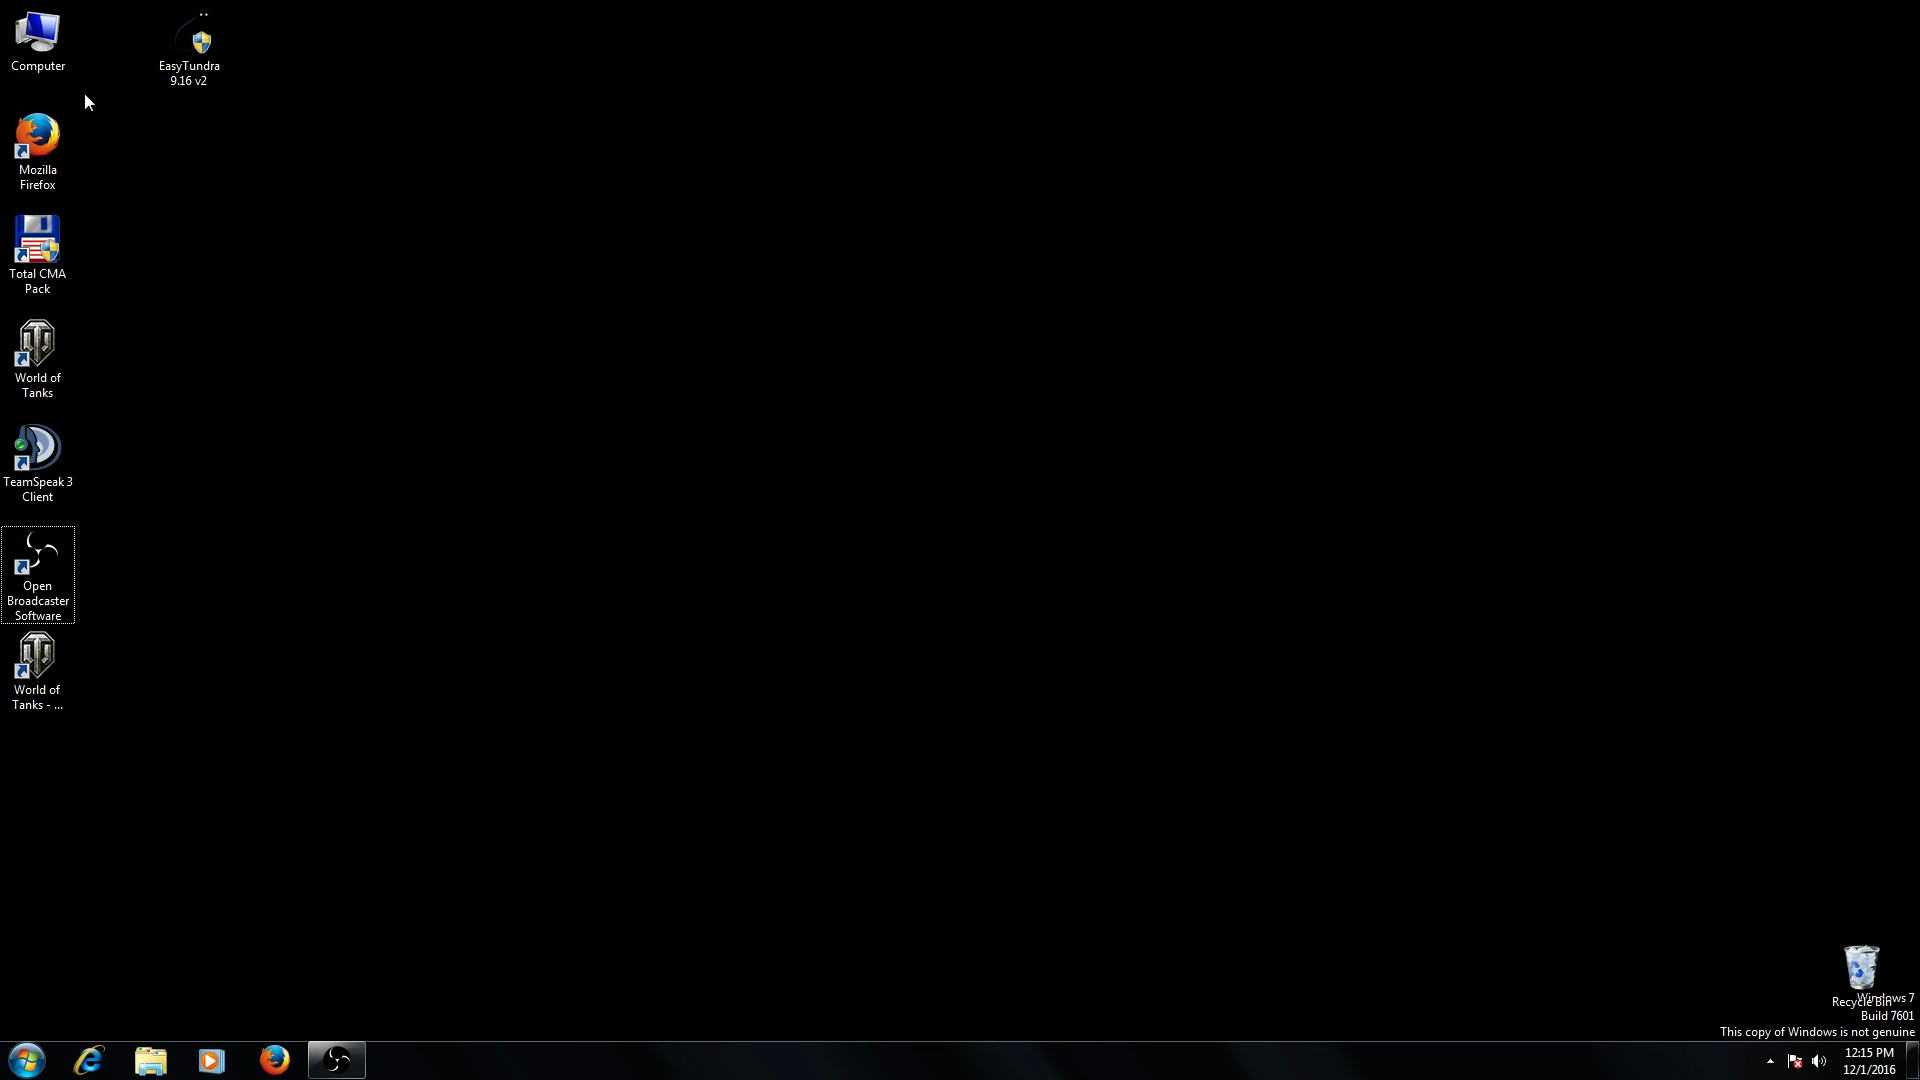 Computer
EasyTundra
9.16 v2
Mozilla
Firefox
Total CMA
Pack
World of
Tanks
TeamSpeak 3
Client
Open
Broadcaster
Software
World of
Tanks - ...
Recycle Bin
Windows 7
Build 7601
This copy of Windows is not genuine
12:15 PM
12/1/2016